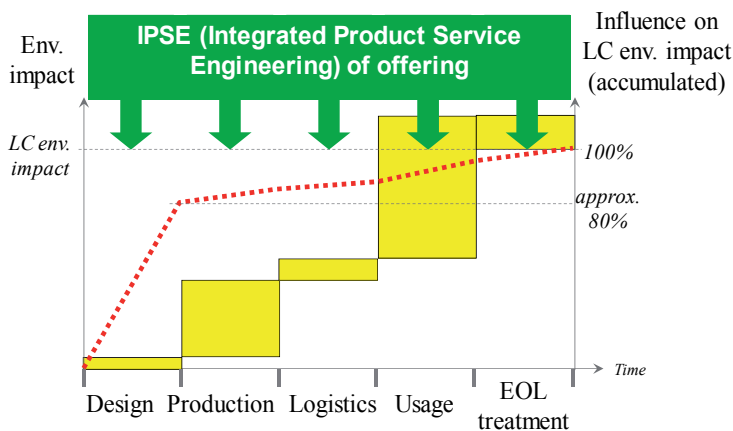 Env.
impact
IPSE (Integrated Product Service
Engineering) of offering
Influence on
LC env. impact
(accumulated)
LC env.
impact
100%
approx.
80%
Time
Design
Production
Logistics
Usage
EOL
treatment